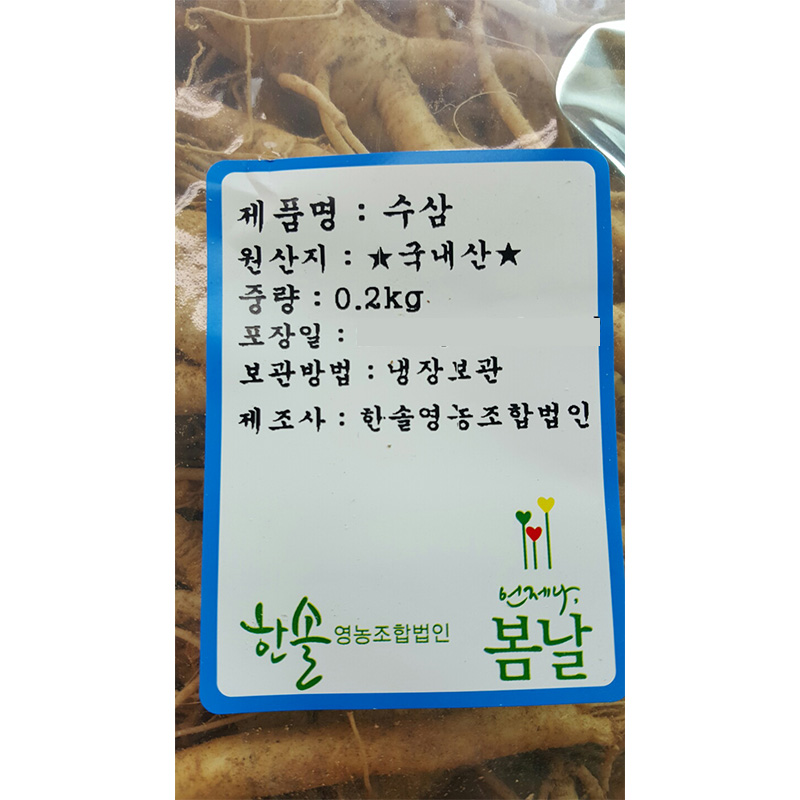 제품명 : 수삼
원산지 : ★국내산★
중량 : 0.2kg
포장일 :
보관방법 : 냉장보관
제조사 : 한솔영농조합법인
언제나,
봄날
한솔 영농조합법인